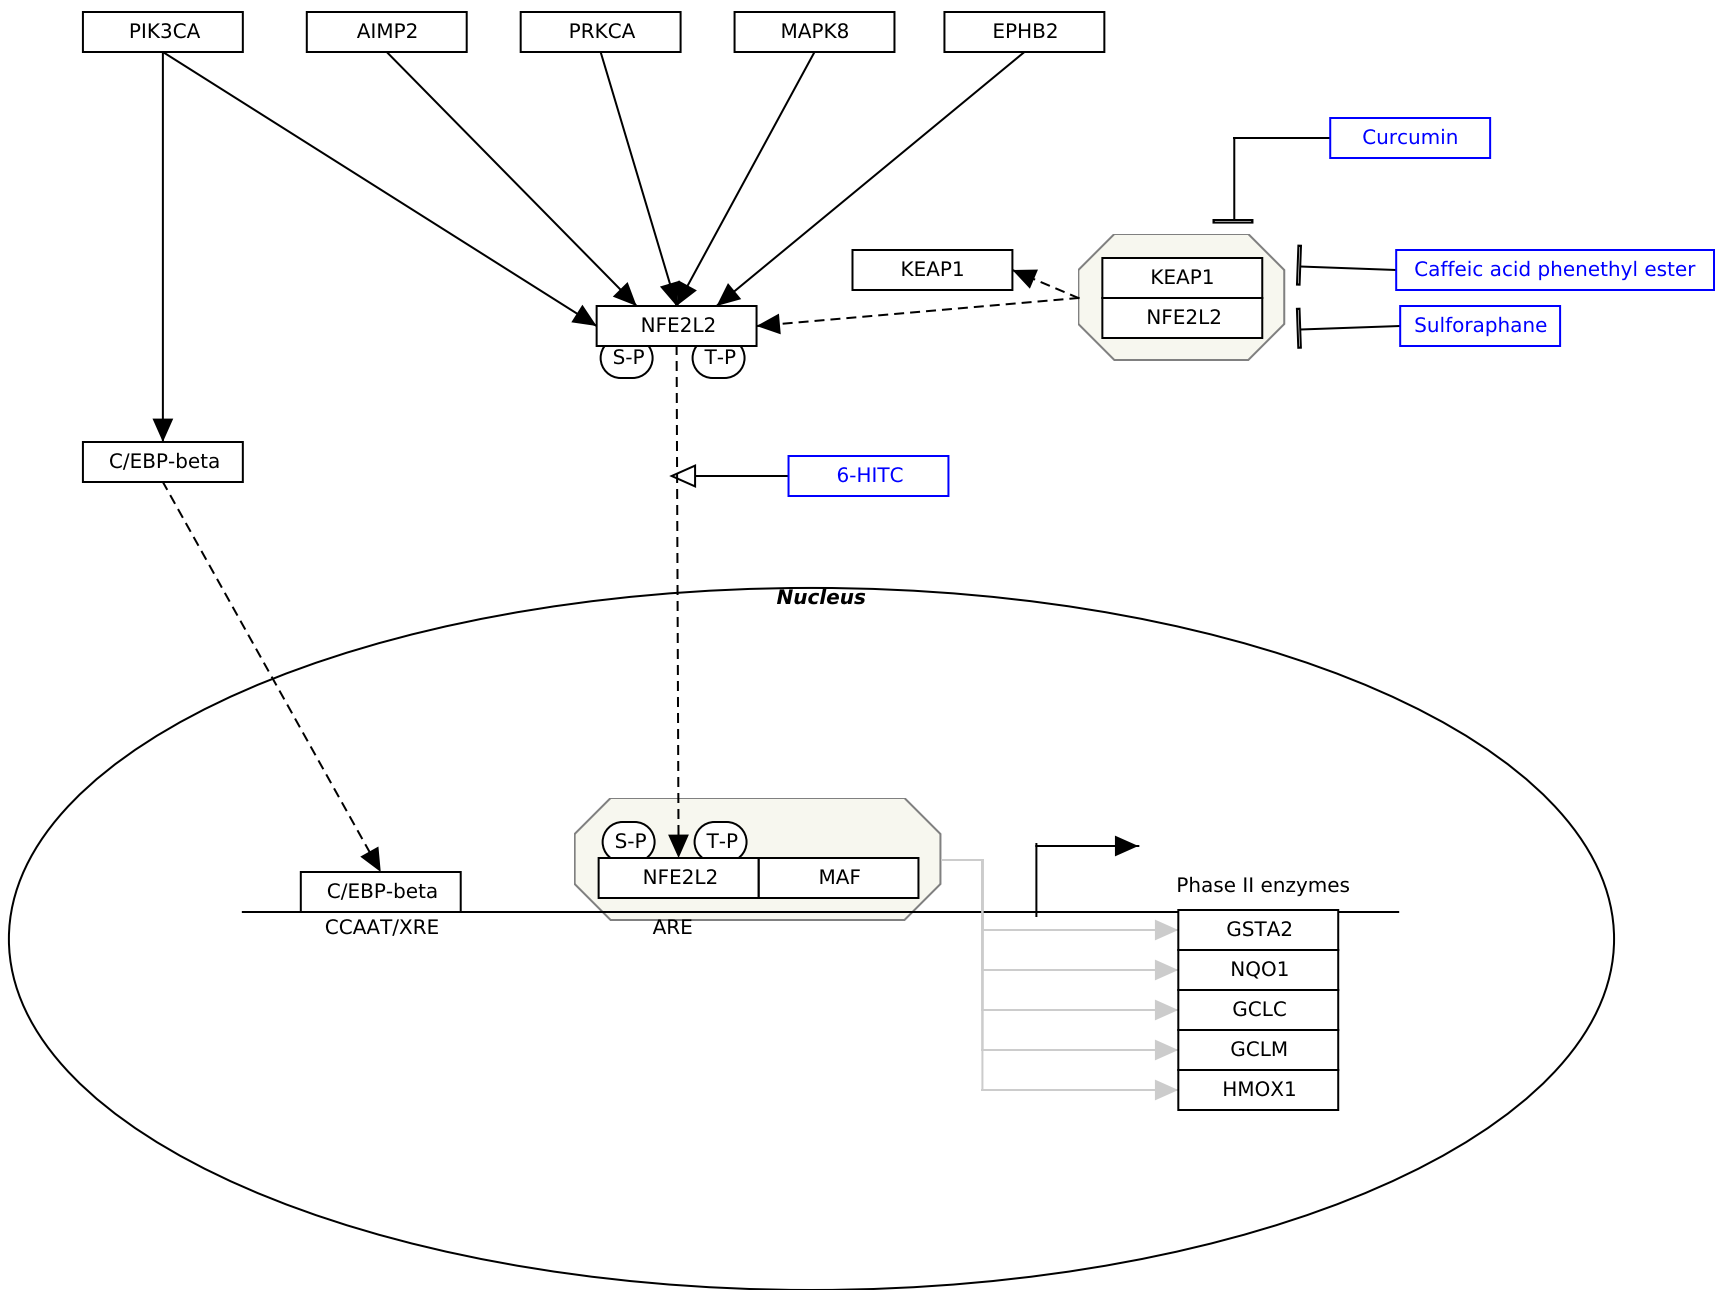 PIK3CA
AIMP2
PRKCA
MAPK8
EPHB2
Curcumin
KEAP1
KEAP1
NFE2L2
Caffeic acid phenethyl ester
Sulforaphane
NFE2L2
S-P
T-P
C/EBP-beta
6-HITC
Nucleus
S-P
T-P
NFE2L2
MAF
C/EBP-beta
CCAAT/XRE
ARE
Phase II enzymes
GSTA2
NQO1
GCLC
GCLM
HMOX1